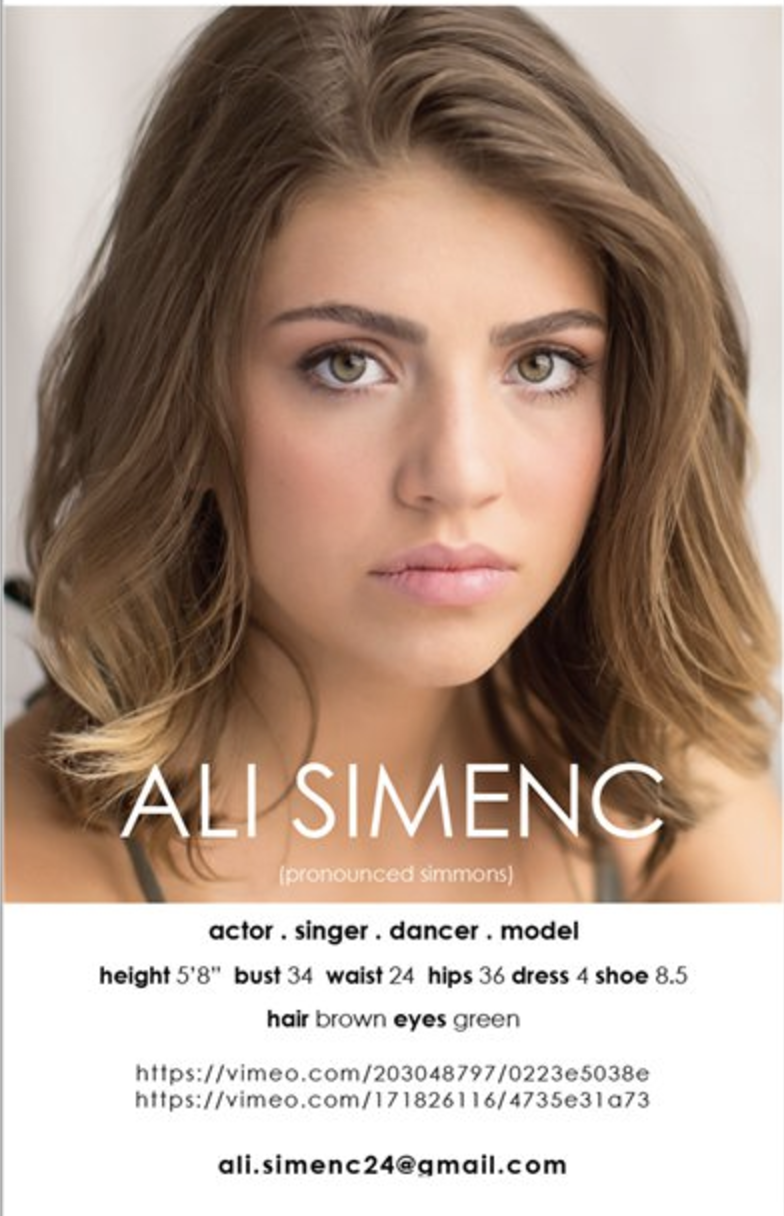 ALI SIMENC
(pronounced simmons)
actor . singer . dancer . model
height 5'8” bust 34 waist 24 hips 36 dress 4 shoe 8.5
hair brown eyes green
https://vimeo.com/203048797/0223e5038e
https://vimeo.com/171826116/4735e31a73
ali.simenc24@gmail.com